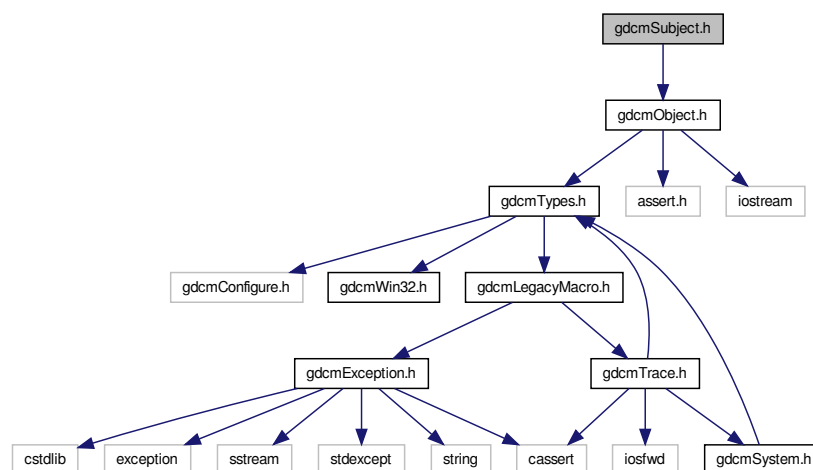 gdcmSubject.h
gdcmObject.h
gdcmTypes.h
assert.h
iostream
gdcmConfigure.h
gdcmWin32.h
gdcmLegacyMacro.h
gdcmException.h
gdcmTrace.h
cstdlib
exception
sstream
stdexcept
string
cassert
iosfwd
gdcmSystem.h